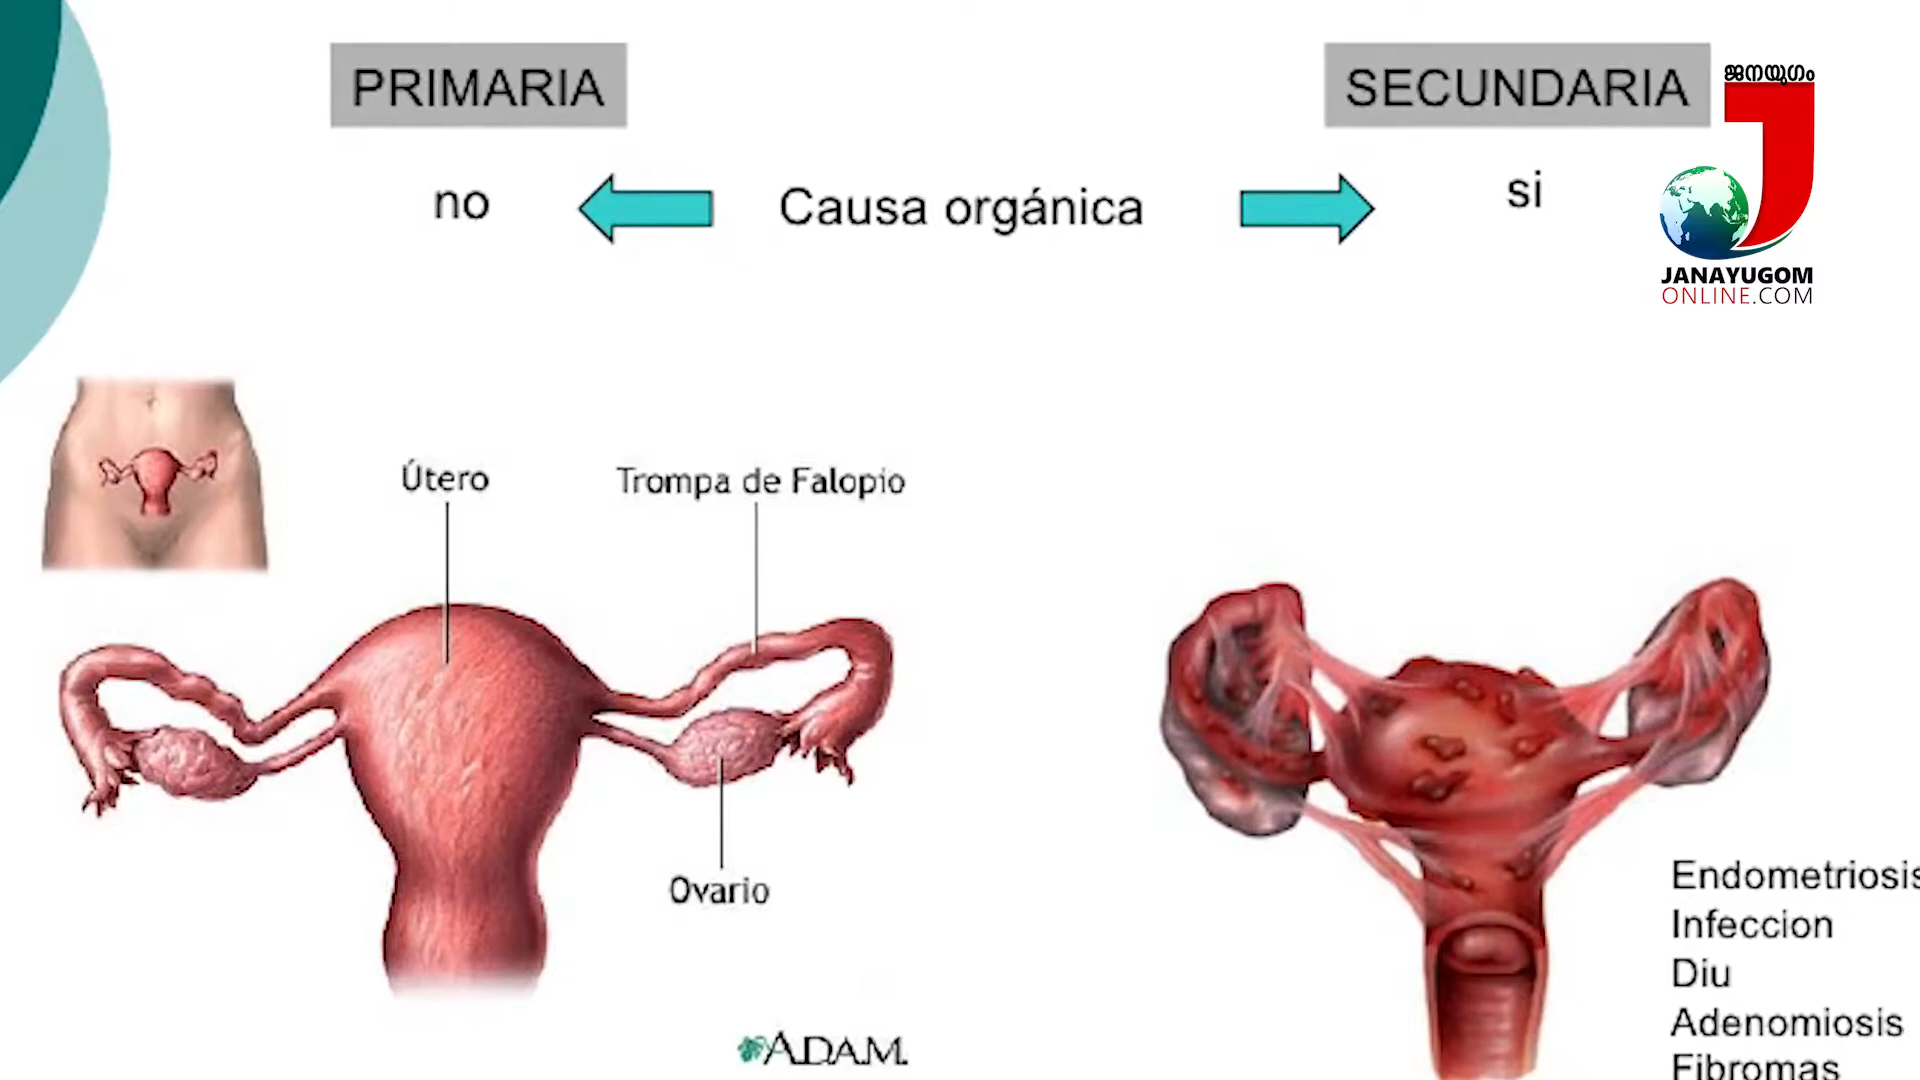 PRIMARIA
SECUNDARIA
ജനയുഗം
no
Causa orgánica
si
JANAYUGOM
ONLINE.COM
Útero
Trompa de Falopio
Ovario
Endometriosis
Infeccion
Diu
Adenomiosis
Fibromas
A.D.A.M.